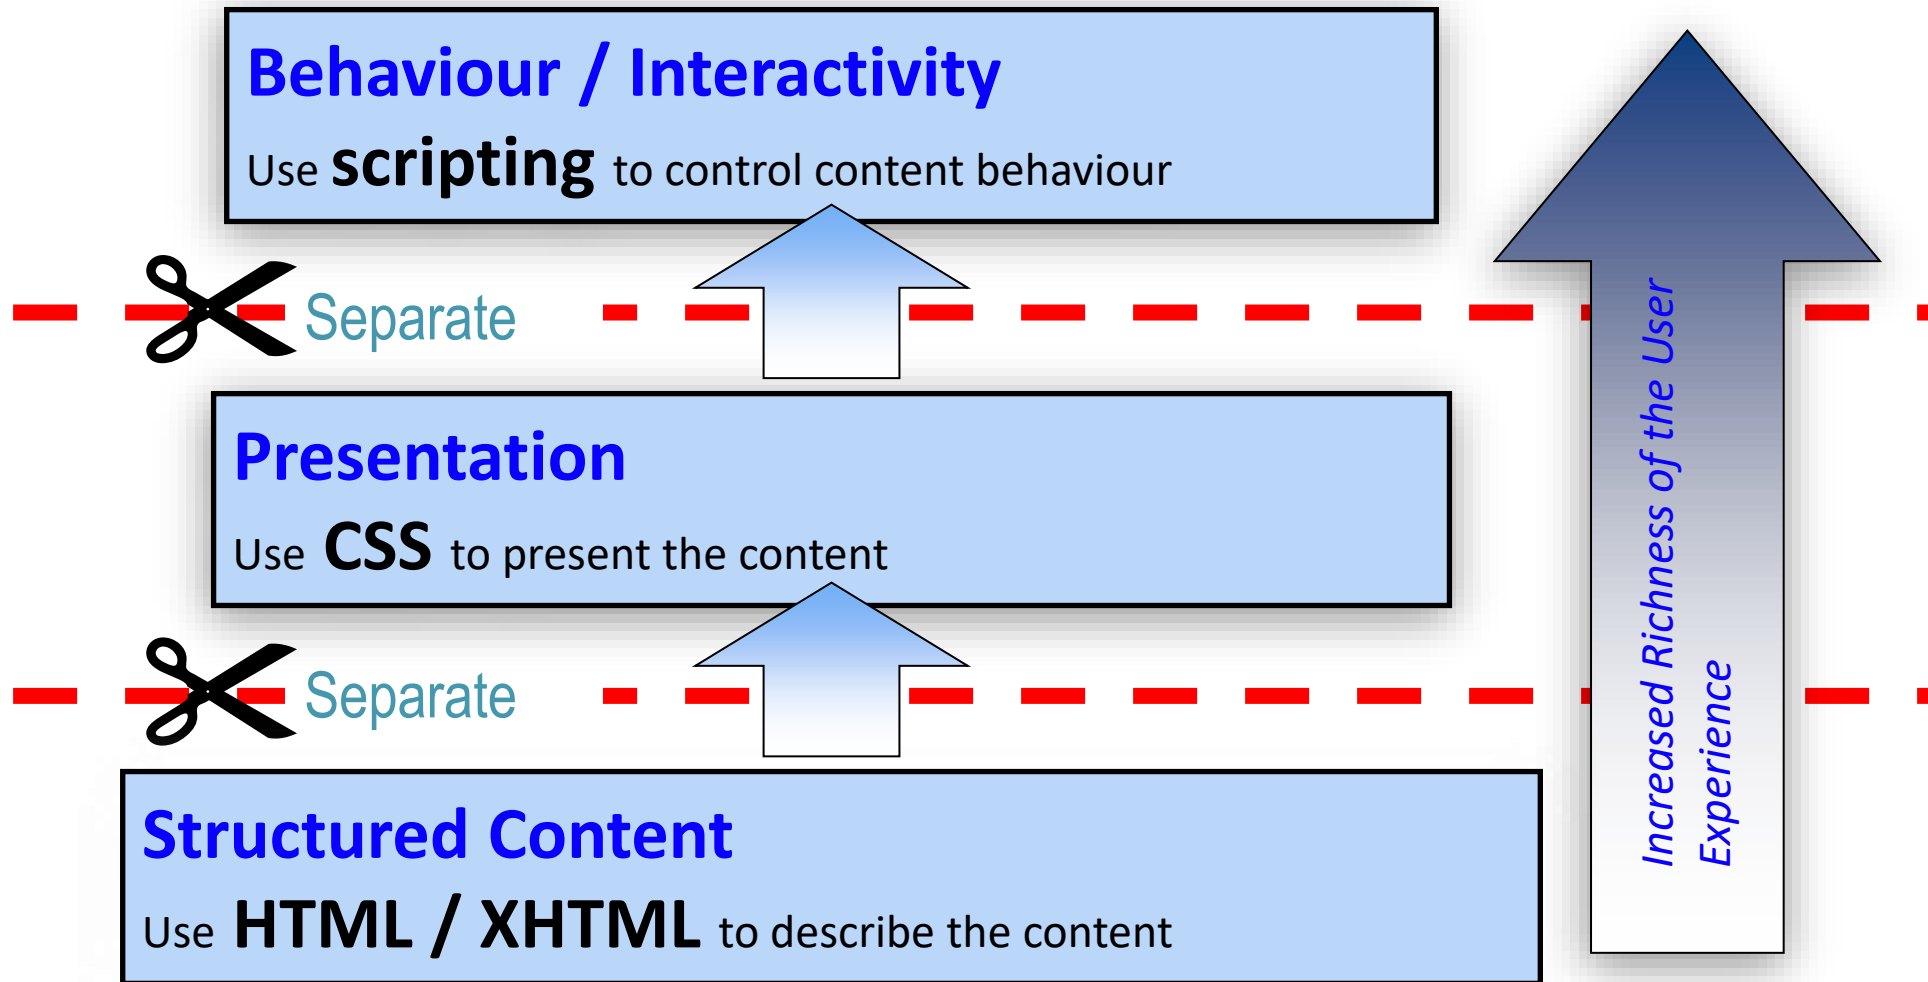 Behaviour / Interactivity
Use scripting to control content behaviour
Separate
Presentation
Use CSS to present the content
Separate
Structured Content
Use HTML / XHTML to describe the content
Increased Richness of the User
Experience